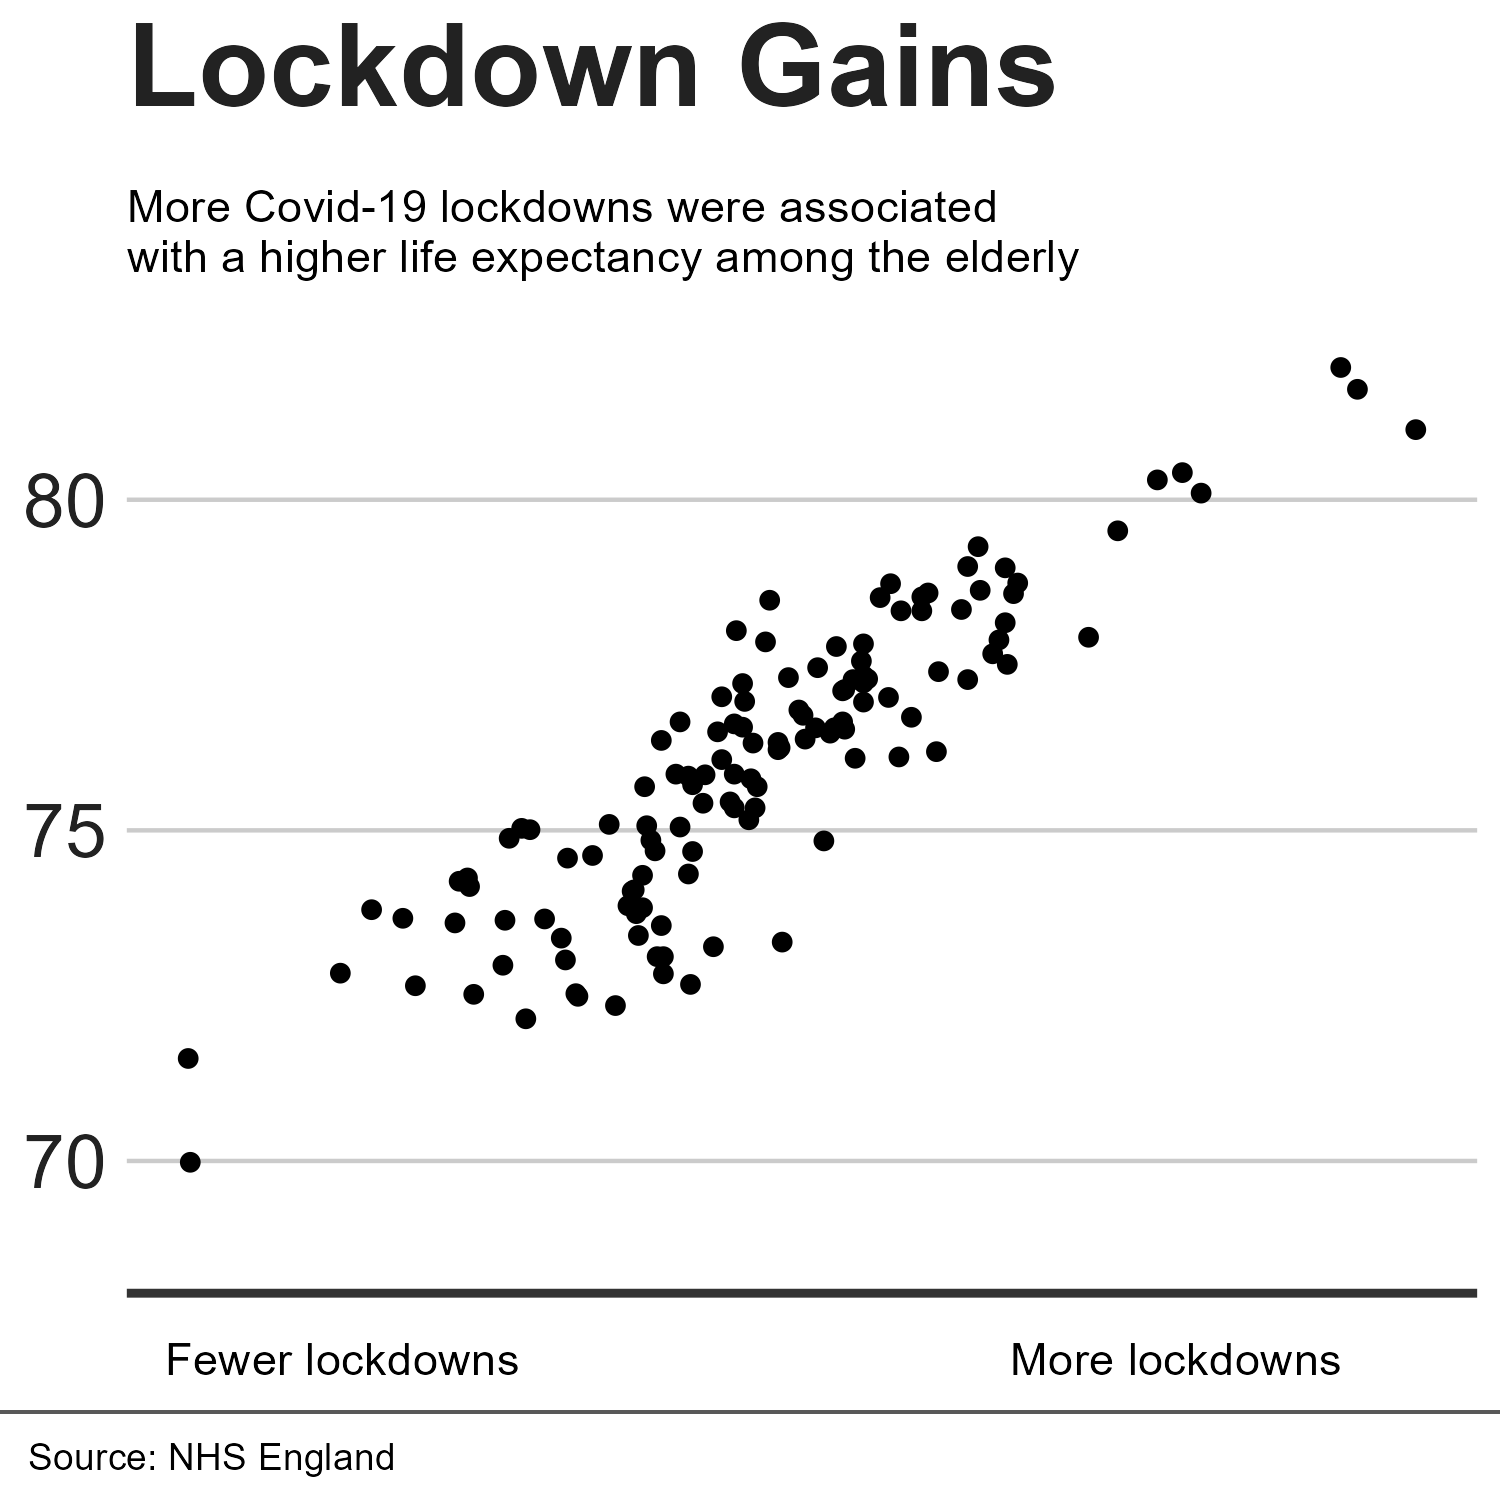 Lockdown Gains
More Covid-19 lockdowns were associated
with a higher life expectancy among the elderly
80
75
70
Fewer lockdowns
More lockdowns
Source: NHS England